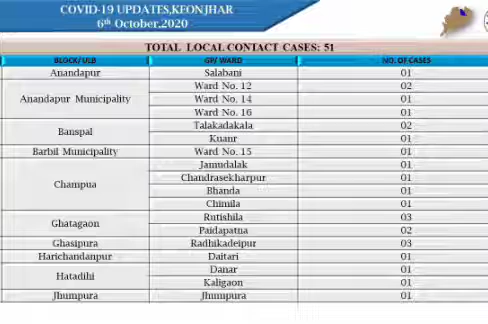 COVID-19 UPDATES,KEONJHAR
6th October,2020
TOTAL LOCAL CONTACT CASES: 51
BLOCK/ULB GP/ WARD NO. OF CASES
Anandapur Salabani 01
Anandapur Municipality Ward No. 12 02
Ward No. 14 01
Ward No. 16 01
Banspal Talakadakala 02
Kuanr 01
Barbil Municipality Ward No. 15 01
Champua Jamudalak 01
Chandrasekharpur 01
Bhanda 01
Chimila 01
Ghatagaon Rutishila 03
Paidapatna 02
Ghasipura Radhikadeipur 03
Harichandanpur Daitari 01
Hatadihi Danar 01
Kaligaon 01
Jhumpura Jhumpura 01